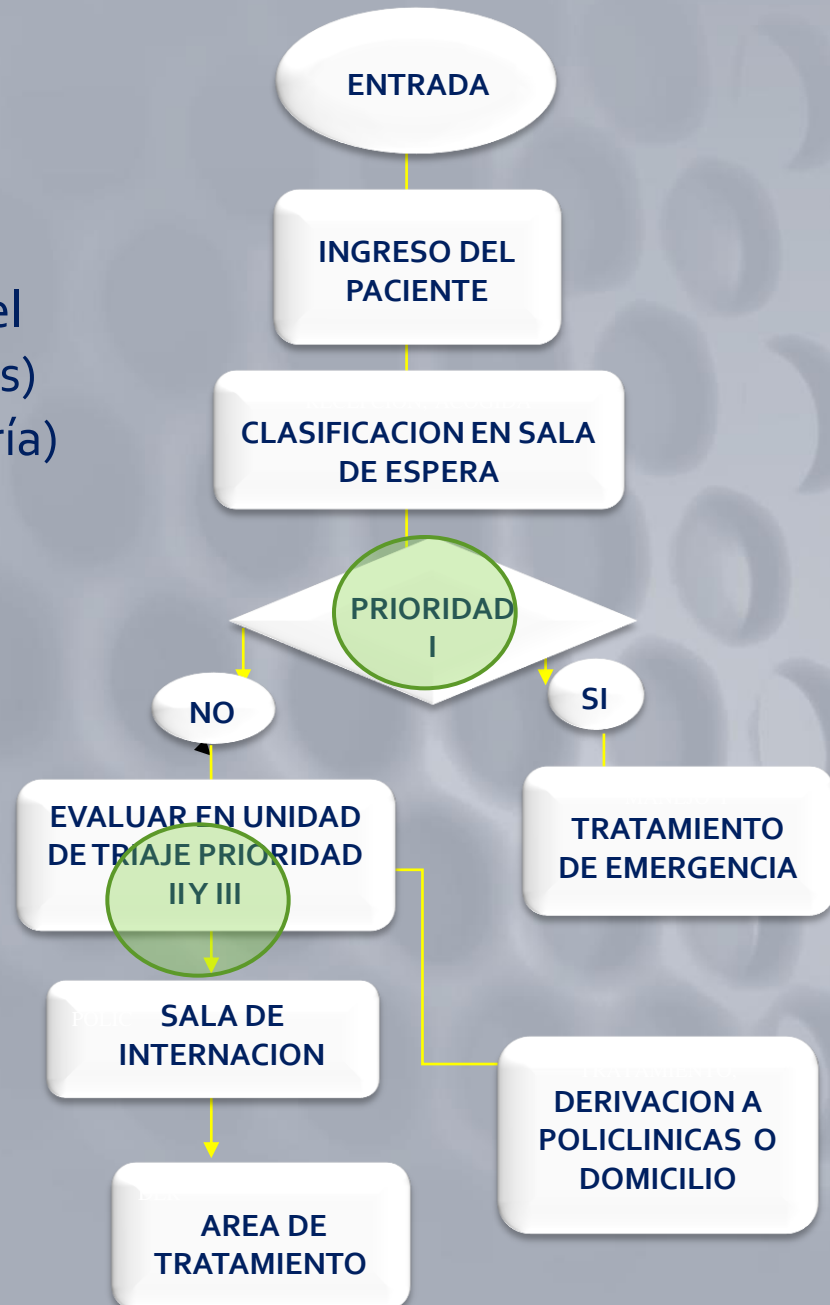 ENTRADA
INGRESO DEL
PACIENTE
el
s)
ría)
CLASIFICACION EN SALA
DE ESPERA
PRIORIDAD
I
NO
SI
EVALUAR EN UNIDAD
DE TRIAJE PRIORIDAD
II Y III
TRATAMIENTO
DE EMERGENCIA
SALA DE
INTERNACION
DERIVACION A
POLICLINICAS O
DOMICILIO
AREA DE
TRATAMIENTO